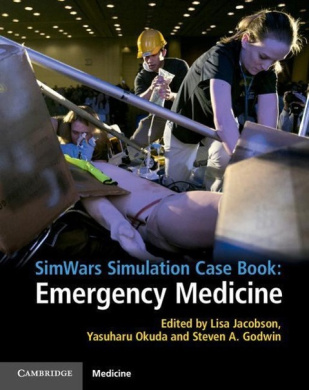 SimWars Simulation Case Book:
Emergency Medicine
Edited by Lisa Jacobson,
Yasuharu Okuda and Steven A. Godwin
CAMBRIDGE
Medicine